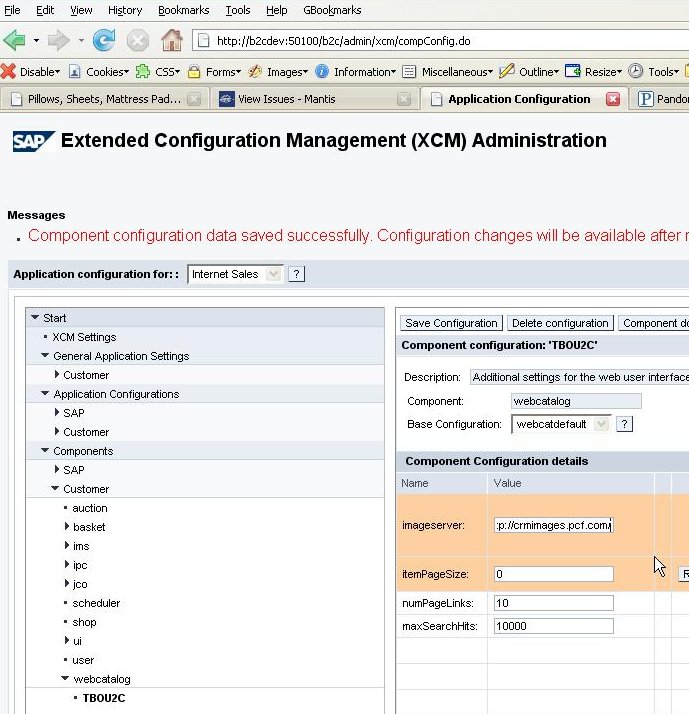 File Edit View History Bookmarks Tools Help GBookmarks
http://b2cdev:50100/b2c/admin/xcm/compConfig.do
Disable Cookies CSS Forms Images Information Miscellaneous Outline Resize Tools
Pillows, Sheets, Mattress Pad... View Issues - Mantis Application Configuration Pando
SAP Extended Configuration Management (XCM) Administration
Messages
Component configuration data saved successfully. Configuration changes will be available after
Application configuration for: : Internet Sales ?
Start
XCM Settings
General Application Settings
Customer
Application Configurations
SAP
Customer
Components
SAP
Customer
auction
basket
ims
ipc
jco
scheduler
shop
ui
user
webcatalog
TBOU2C
Save Configuration Delete configuration Component do
Component configuration: 'TBOU2C'
Description: Additional settings for the web user interface
Component: webcatalog
Base Configuration: webcatdefault ?
Component Configuration details
Name Value
imageserver: :p://crmimages.pcf.com/
itemPageSize: 0 R
numPageLinks: 10
maxSearchHits: 10000